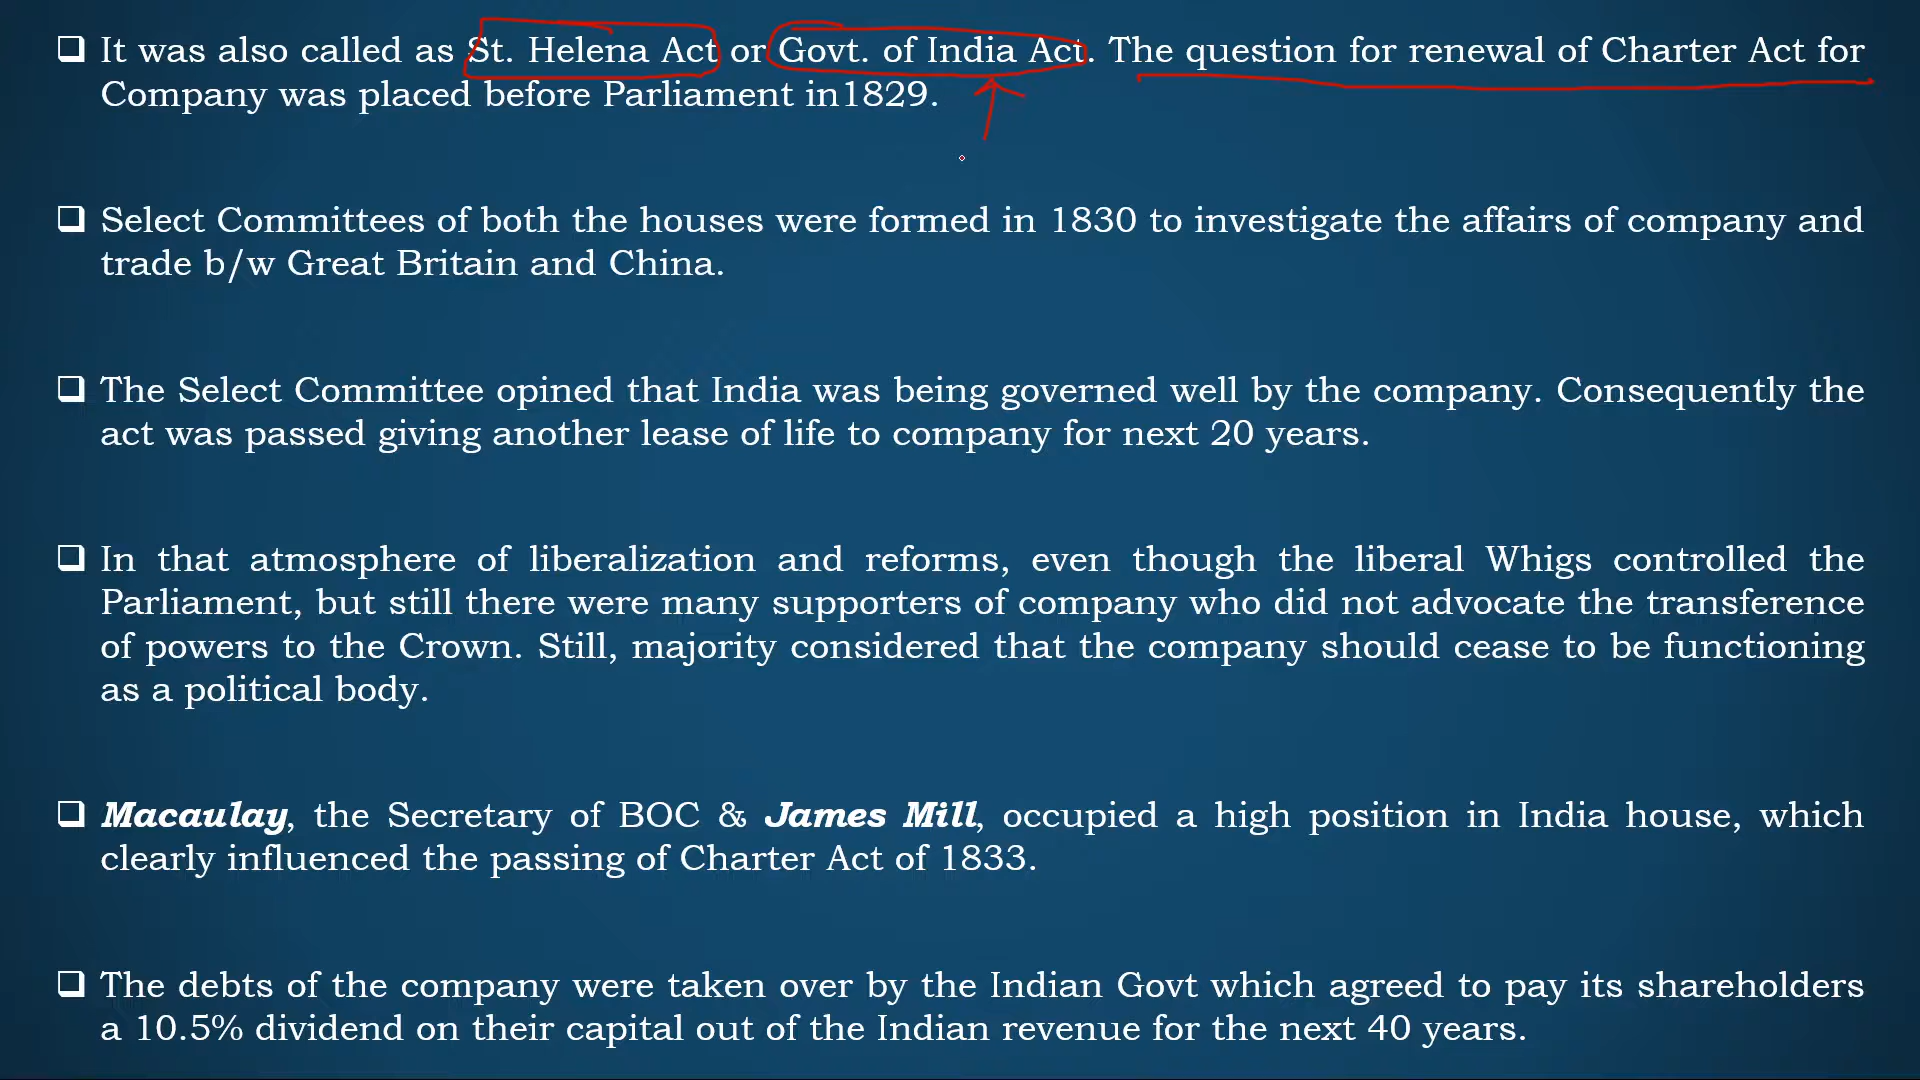 ❑ It was also called as St. Helena Act or Govt. of India Act. The question for renewal of Charter Act for
Company was placed before Parliament in1829.
❑ Select Committees of both the houses were formed in 1830 to investigate the affairs of company and
trade b/w Great Britain and China.
❑ The Select Committee opined that India was being governed well by the company. Consequently the
act was passed giving another lease of life to company for next 20 years.
❑ In that atmosphere of liberalization and reforms, even though the liberal Whigs controlled the
Parliament, but still there were many supporters of company who did not advocate the transference
of powers to the Crown. Still, majority considered that the company should cease to be functioning
as a political body.
❑ Macaulay, the Secretary of BOC & James Mill, occupied a high position in India house, which
clearly influenced the passing of Charter Act of 1833.
❑ The debts of the company were taken over by the Indian Govt which agreed to pay its shareholders
a 10.5% dividend on their capital out of the Indian revenue for the next 40 years.